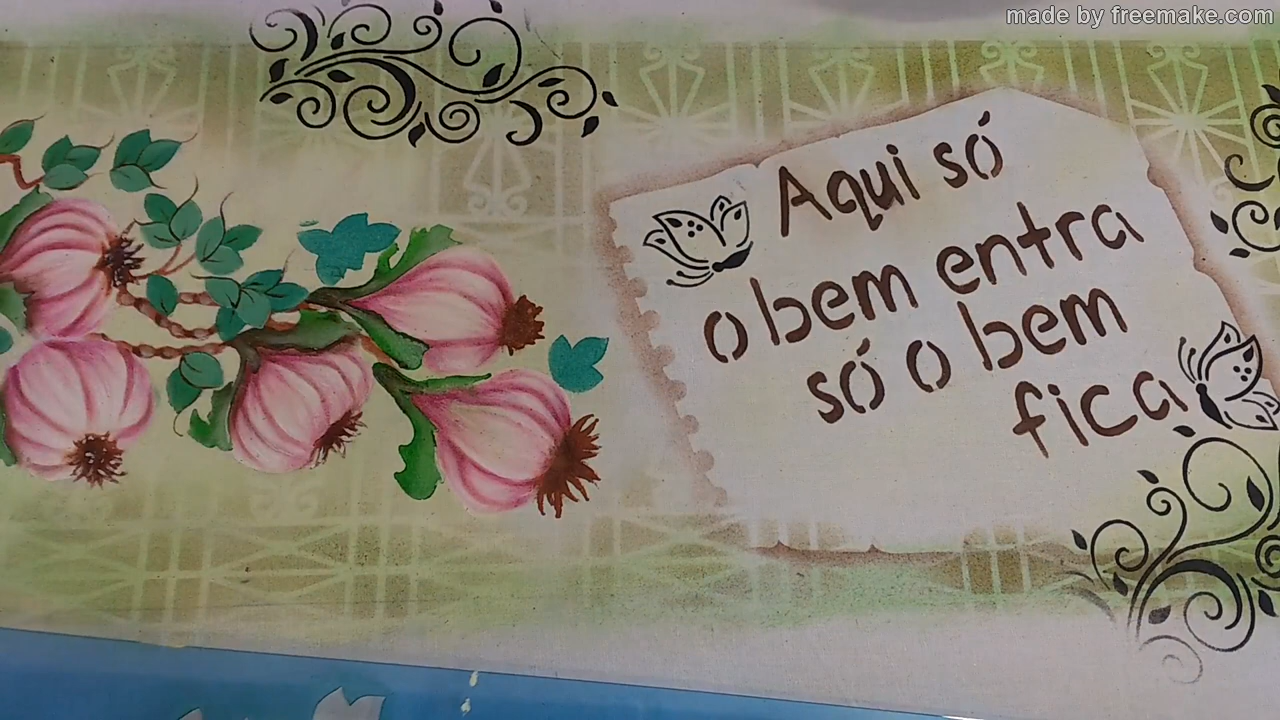 made by freemake.com
Aqui só
o bem entra
só o bem
fica